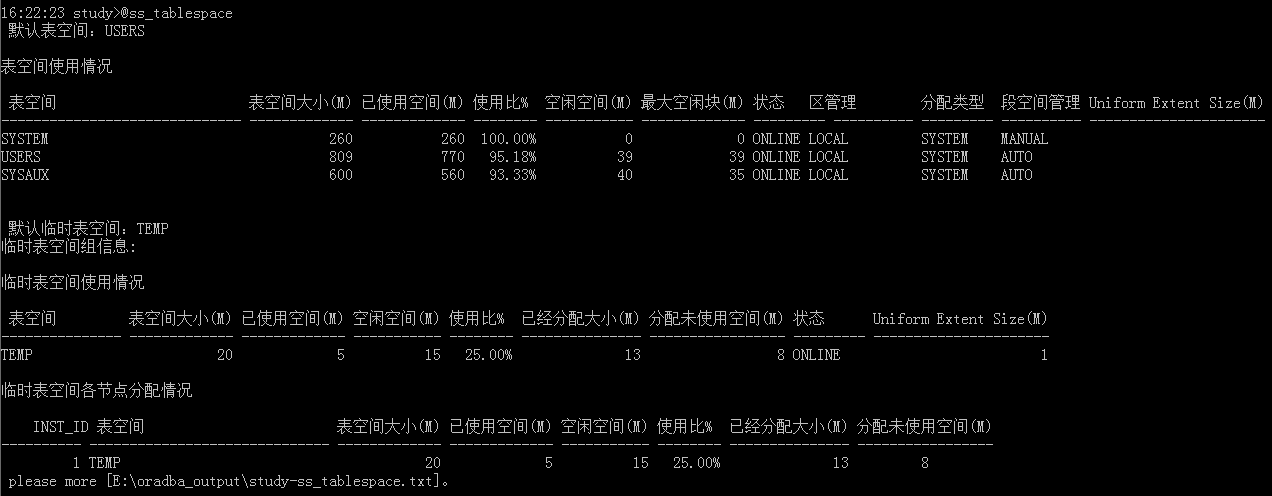 16:22:23 study>@ss_tablespace
默认表空间: USERS
表空间使用情况
表空间 表空间大小(M) 已使用空间(M) 使用比% 空闲空间(M) 最大空闲块(M) 状态 区管理 分配类型 段空间管理 Uniform Extent Size(M)
SYSTEM 260 260 100.00% 0 0 ONLINE LOCAL SYSTEM MANUAL
USERS 809 770 95.18% 39 39 ONLINE LOCAL SYSTEM AUTO
SYSAUX 600 560 93.33% 40 35 ONLINE LOCAL SYSTEM AUTO
默认临时表空间: TEMP
临时表空间组信息:
临时表空间使用情况
表空间 表空间大小(M) 已使用空间(M) 空闲空间(M) 使用比% 已经分配大小(M) 分配未使用空间(M) 状态 Uniform Extent Size(M)
TEMP 20 5 15 25.00% 13 8 ONLINE 1
临时表空间各节点分配情况
INST_ID 表空间 表空间大小(M) 已使用空间(M) 空闲空间(M) 使用比% 已经分配大小(M) 分配未使用空间(M)
1 TEMP 20 5 15 25.00% 13 8
please more [E:\oradba_output\study-ss_tablespace.txt]。